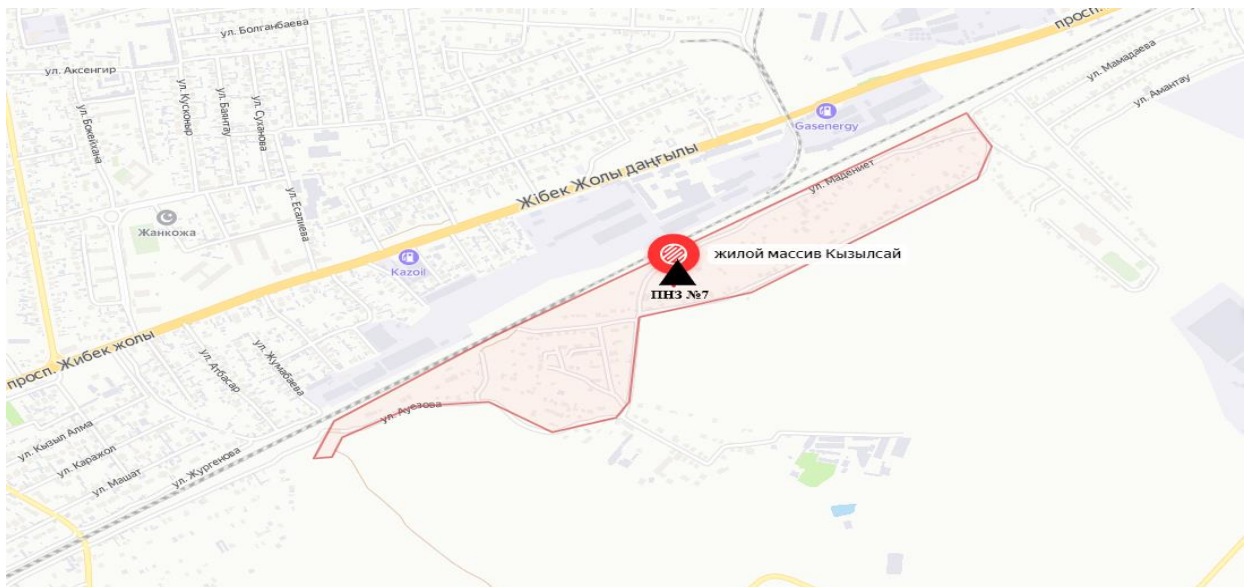 ул. Болганбаева
просп.
ул. Аксенгир
ул. Мамадаева
ул. Амантау
ул. Бокейхана
ул. Кусконыр
ул. Баянтау
ул. Суханова
Gasenergy
Жібек Жолы даңғылы
ул. Мадениет
ул. Есалиева
Жанкожа
Kazoil
жилой массив Кызылсай
ПНЗ №7
просп. Жибек жолы
ул. Атбасар
ул. Жумабаева
ул. Ауезова
ул. Кызыл Алма
ул. Каражол
ул. Машат
ул. Жургенова